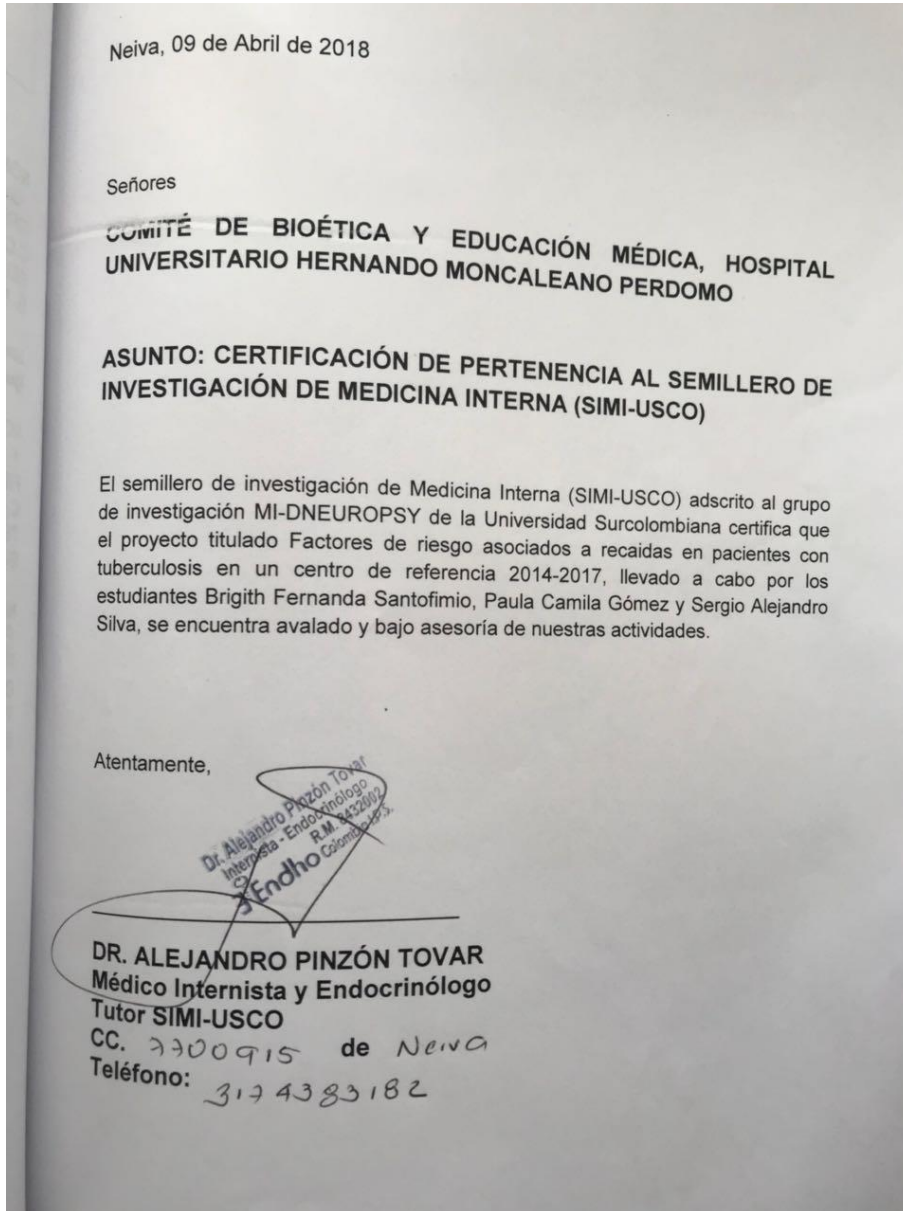 Neiva, 09 de Abril de 2018
Señores
COMITÉ DE BIOÉTICA Y EDUCACIÓN MÉDICA, HOSPITAL
UNIVERSITARIO HERNANDO MONCALEANO PERDOMO
ASUNTO: CERTIFICACIÓN DE PERTENENCIA AL SEMILLERO DE
INVESTIGACIÓN DE MEDICINA INTERNA (SIMI-USCO)
El semillero de investigación de Medicina Interna (SIMI-USCO) adscrito al grupo
de investigación MI-DNEUROPSY de la Universidad Surcolombiana certifica que
el proyecto titulado Factores de riesgo asociados a recaidas en pacientes con
tuberculosis en un centro de referencia 2014-2017, llevado a cabo por los
estudiantes Brigith Fernanda Santofimio, Paula Camila Gómez y Sergio Alejandro
Silva, se encuentra avalado y bajo asesoría de nuestras actividades.
Atentamente,
Dr. Alejandro Pinzón Tovar
Internista - Endocrinólogo
R.M. 8432002
Endho Colombia I.P.S.
DR. ALEJANDRO PINZÓN TOVAR
Médico Internista y Endocrinólogo
Tutor SIMI-USCO
CC. 7700915 de Neiva
Teléfono: 3174383182